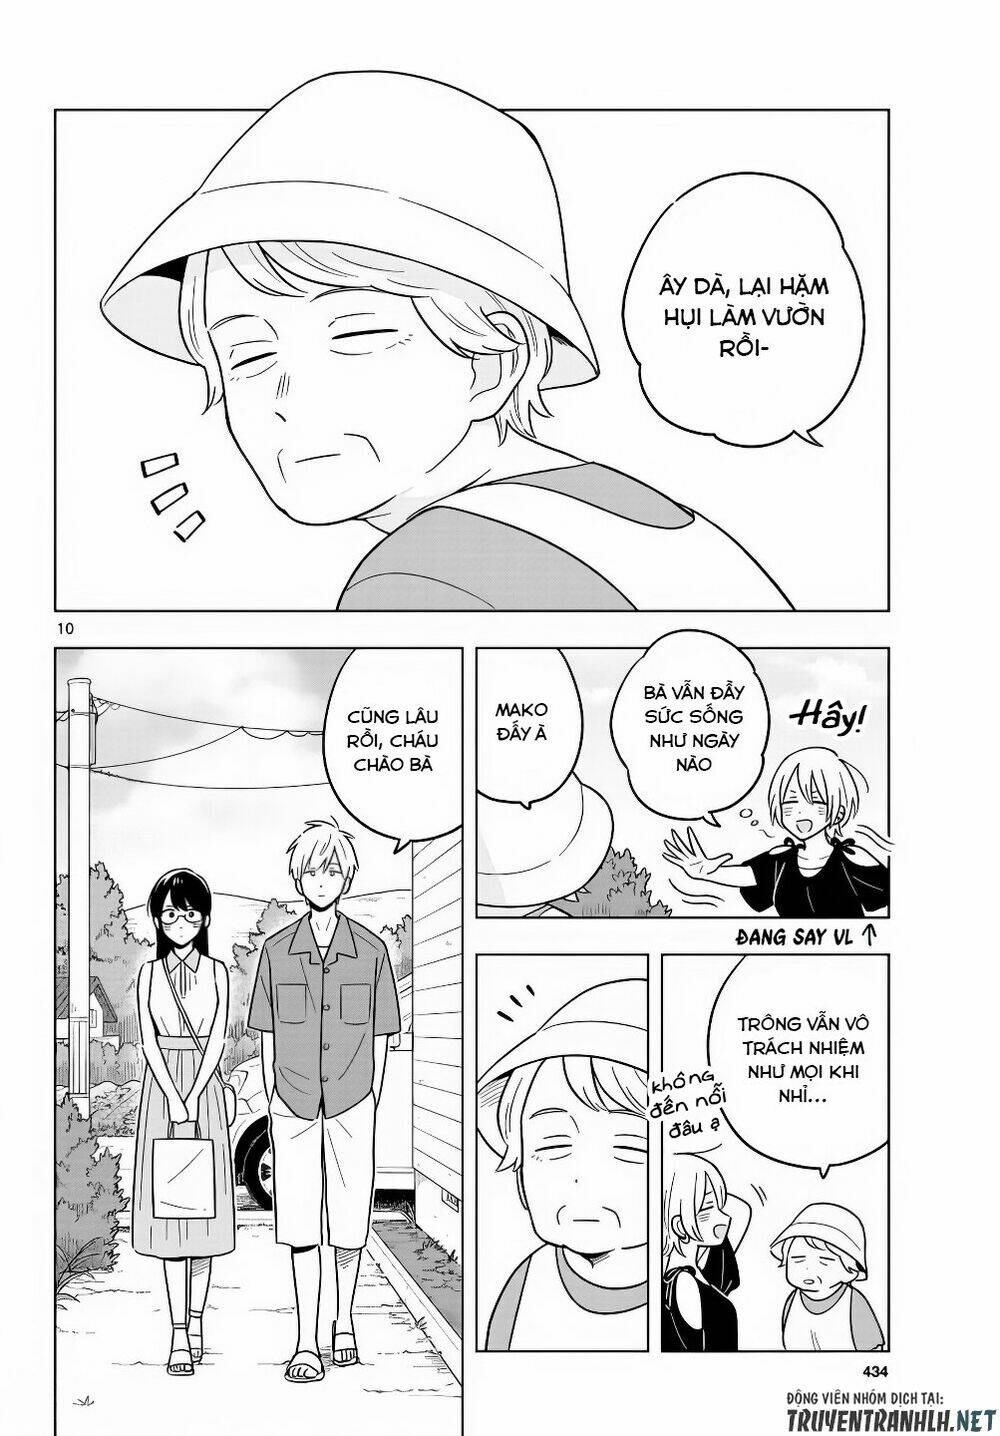 ÂY DÀ, LẠI HẶM
HỤI LÀM VƯỜN
RỒI-
10
Hây!
BÀ VẪN ĐẦY
SỨC SỐNG
NHƯ NGÀY
NÀO
MAKO
ĐẤY À
ĐANG SAY VL ↑
CŨNG LÂU
RỒI, CHÁU
CHÀO BÀ
TRÔNG VẪN VÔ
TRÁCH NHIỆM
NHƯ MỌI KHI
NHỈ...
không
đến nỗi
đâu ạ
434
ĐỘNG VIÊN NHÓM DỊCH TẠI:
TRUYENTRANHLH.NET